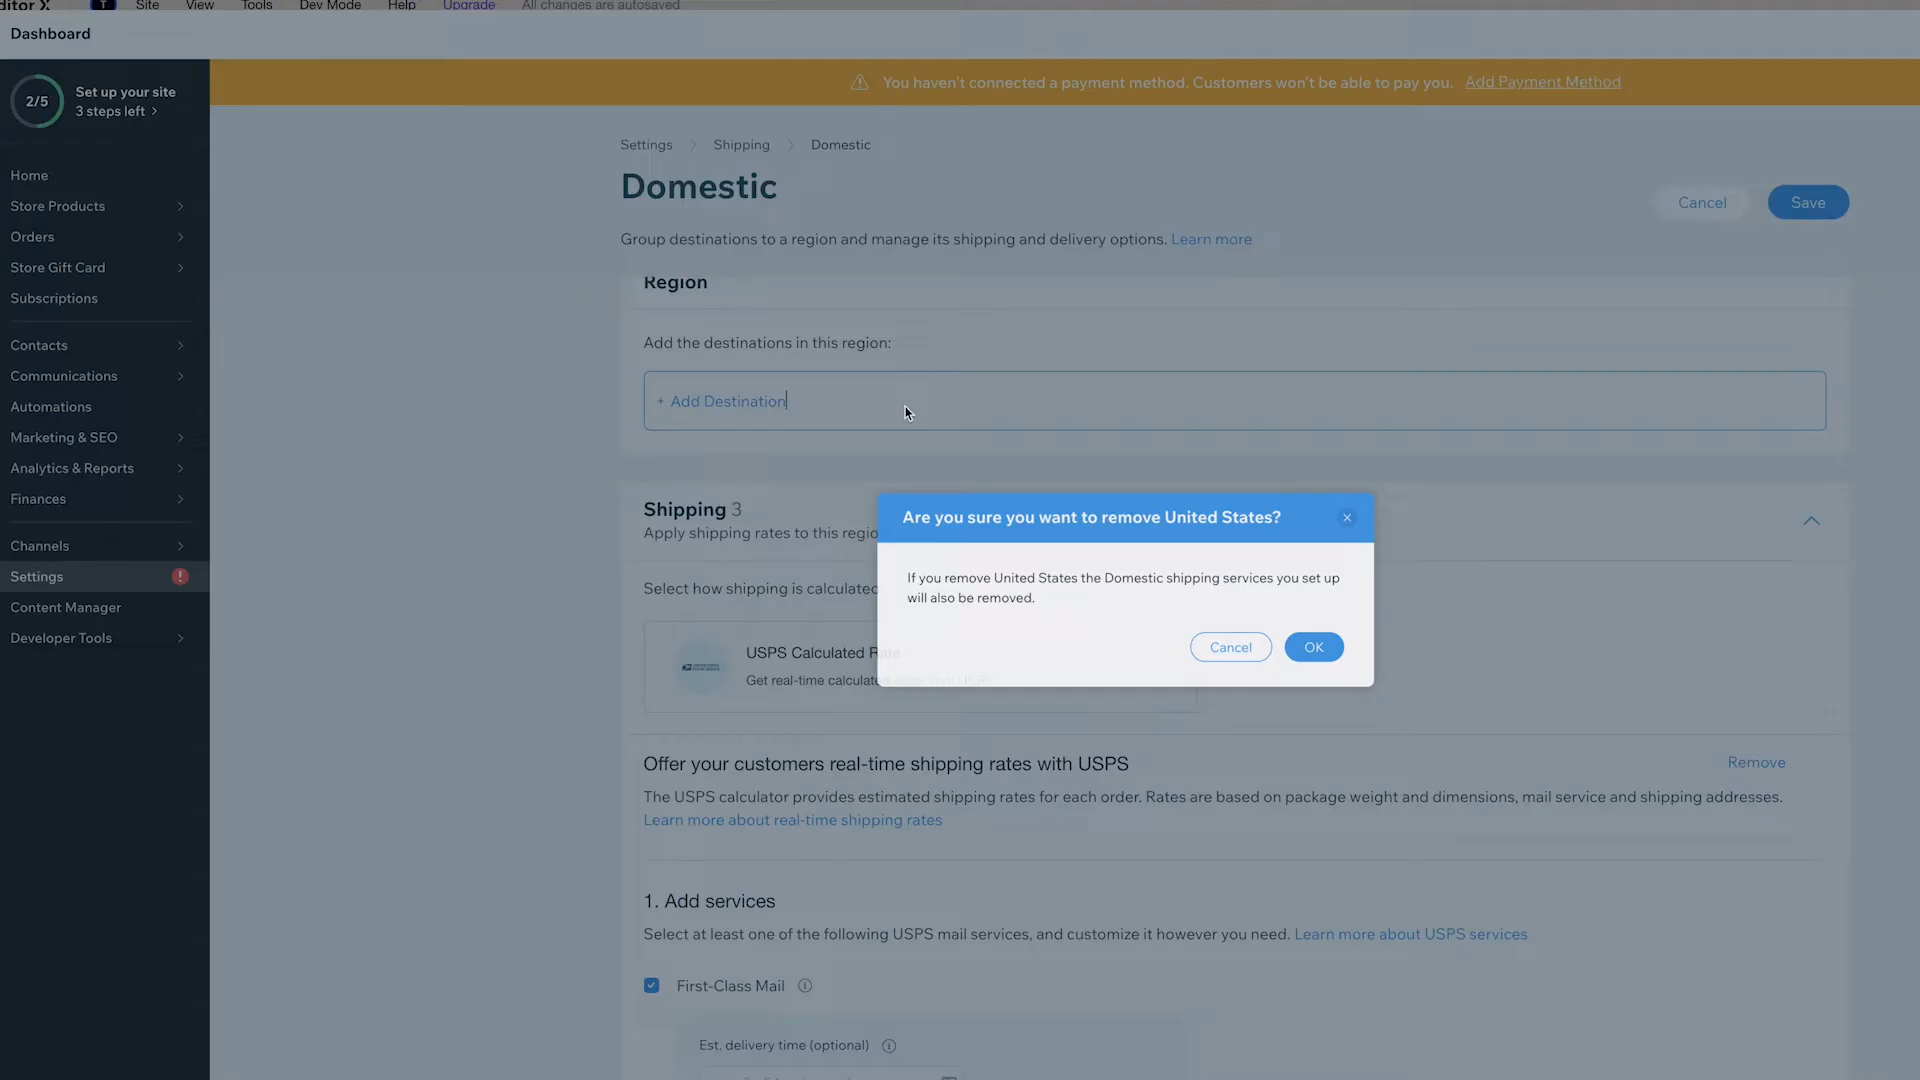 ditor X
T
Site
View
Tools
Dev Mode
Help
Upgrade
All changes are autosaved
Dashboard
2/5
Set up your site
3 steps left
You haven't connected a payment method. Customers won't be able to pay you. Add Payment Method
Home
Store Products
Orders
Store Gift Card
Subscriptions
Contacts
Communications
Automations
Marketing & SEO
Analytics & Reports
Finances
Channels
Settings
Content Manager
Developer Tools
Settings
Shipping
Domestic
Domestic
Cancel
Save
Group destinations to a region and manage its shipping and delivery options. Learn more
Region
Add the destinations in this region:
+ Add Destination
Shipping 3
Apply shipping rates to this regio
Select how shipping is calculated
USPS Calculated Rate
Get real-time calculated
Are you sure you want to remove United States?
If you remove United States the Domestic shipping services you set up
will also be removed.
Cancel
OK
Offer your customers real-time shipping rates with USPS
Remove
The USPS calculator provides estimated shipping rates for each order. Rates are based on package weight and dimensions, mail service and shipping addresses.
Learn more about real-time shipping rates
1. Add services
Select at least one of the following USPS mail services, and customize it however you need. Learn more about USPS services
First-Class Mail
Est. delivery time (optional)